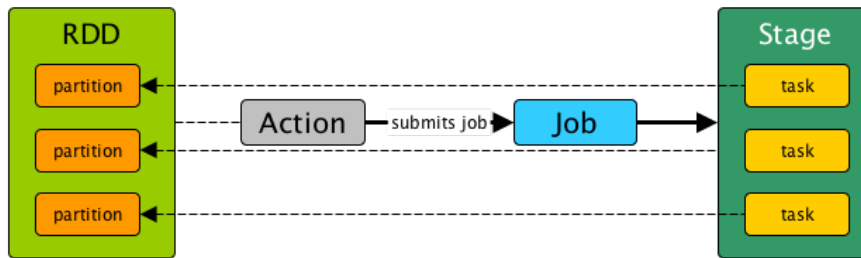 RDD
partition
partition
partition
Action
submits job
Job
Stage
task
task
task